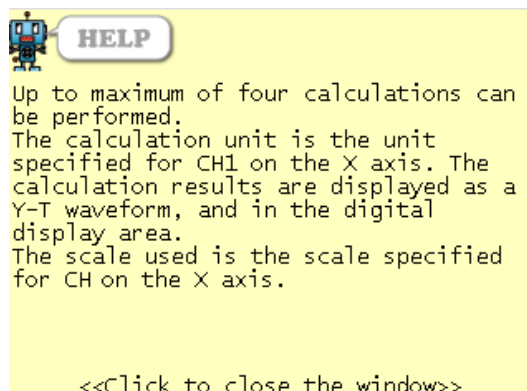 HELP
Up to maximum of four calculations can
be performed.
The calculation unit is the unit
specified for CH1 on the X axis. The
calculation results are displayed as a
Y-T waveform, and in the digital
display area.
The scale used is the scale specified
for CH on the X axis.
<<Click to close the window>>